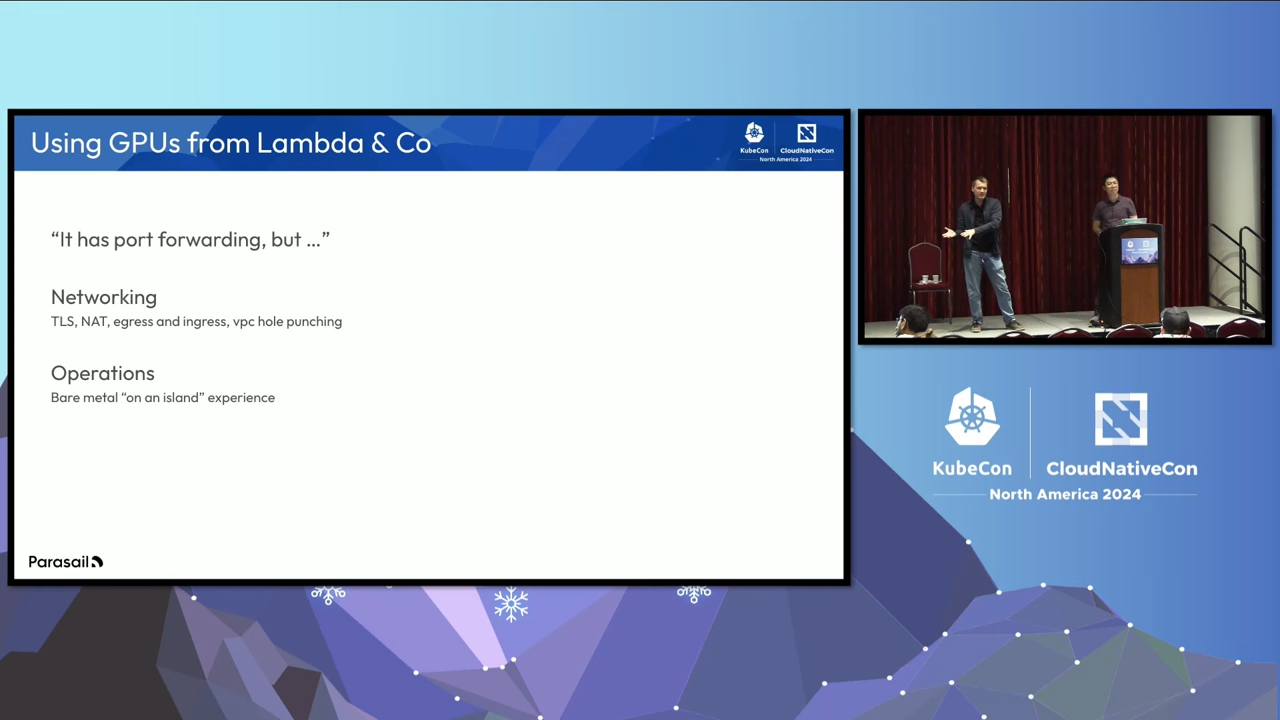 Using GPUs from Lambda & Co
KubeCon
CloudNativeCon
North America 2024
“It has port forwarding, but ...”
Networking
TLS, NAT, egress and ingress, vpc hole punching
Operations
Bare metal “on an island” experience
Parasail
KubeCon
CloudNativeCon
North America 2024